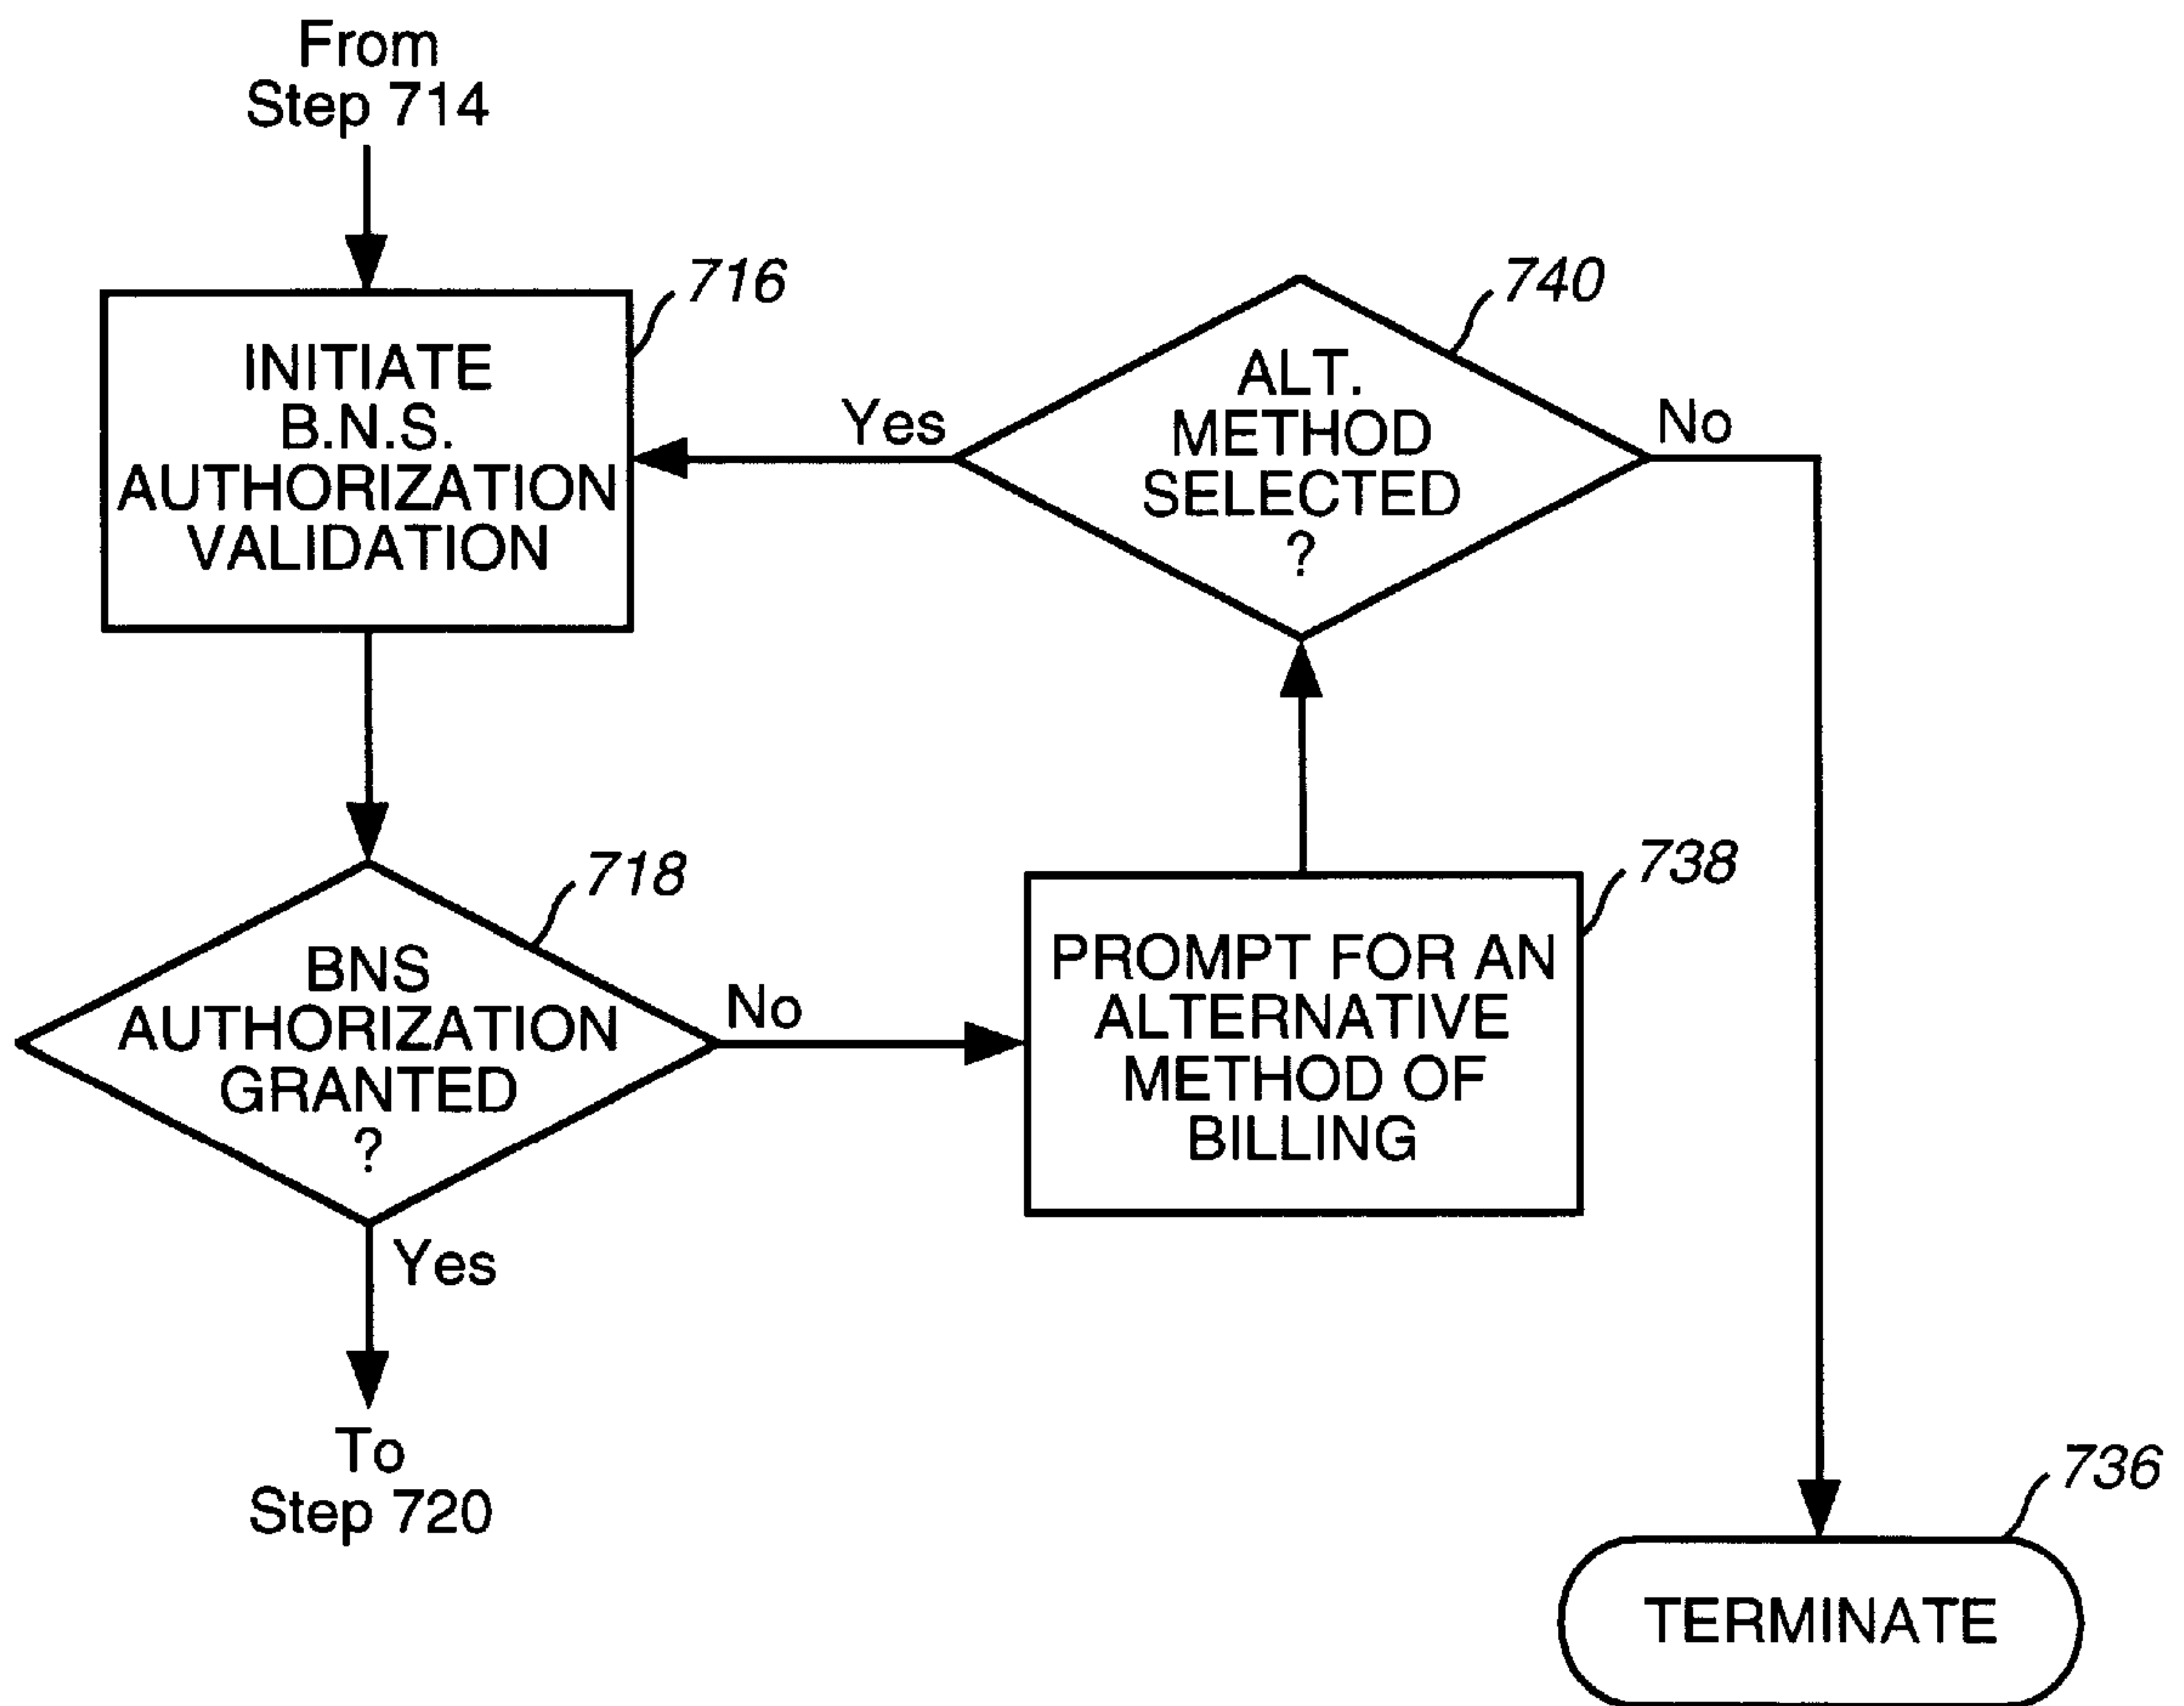 From
Step 714
716
INITIATE
B.N.S.
AUTHORIZATION
VALIDATION
740
ALT.
METHOD
SELECTED
?
Yes
No
718
BNS
AUTHORIZATION
GRANTED
?
No
Yes
738
PROMPT FOR AN
ALTERNATIVE
METHOD OF
BILLING
To
Step 720
736
TERMINATE